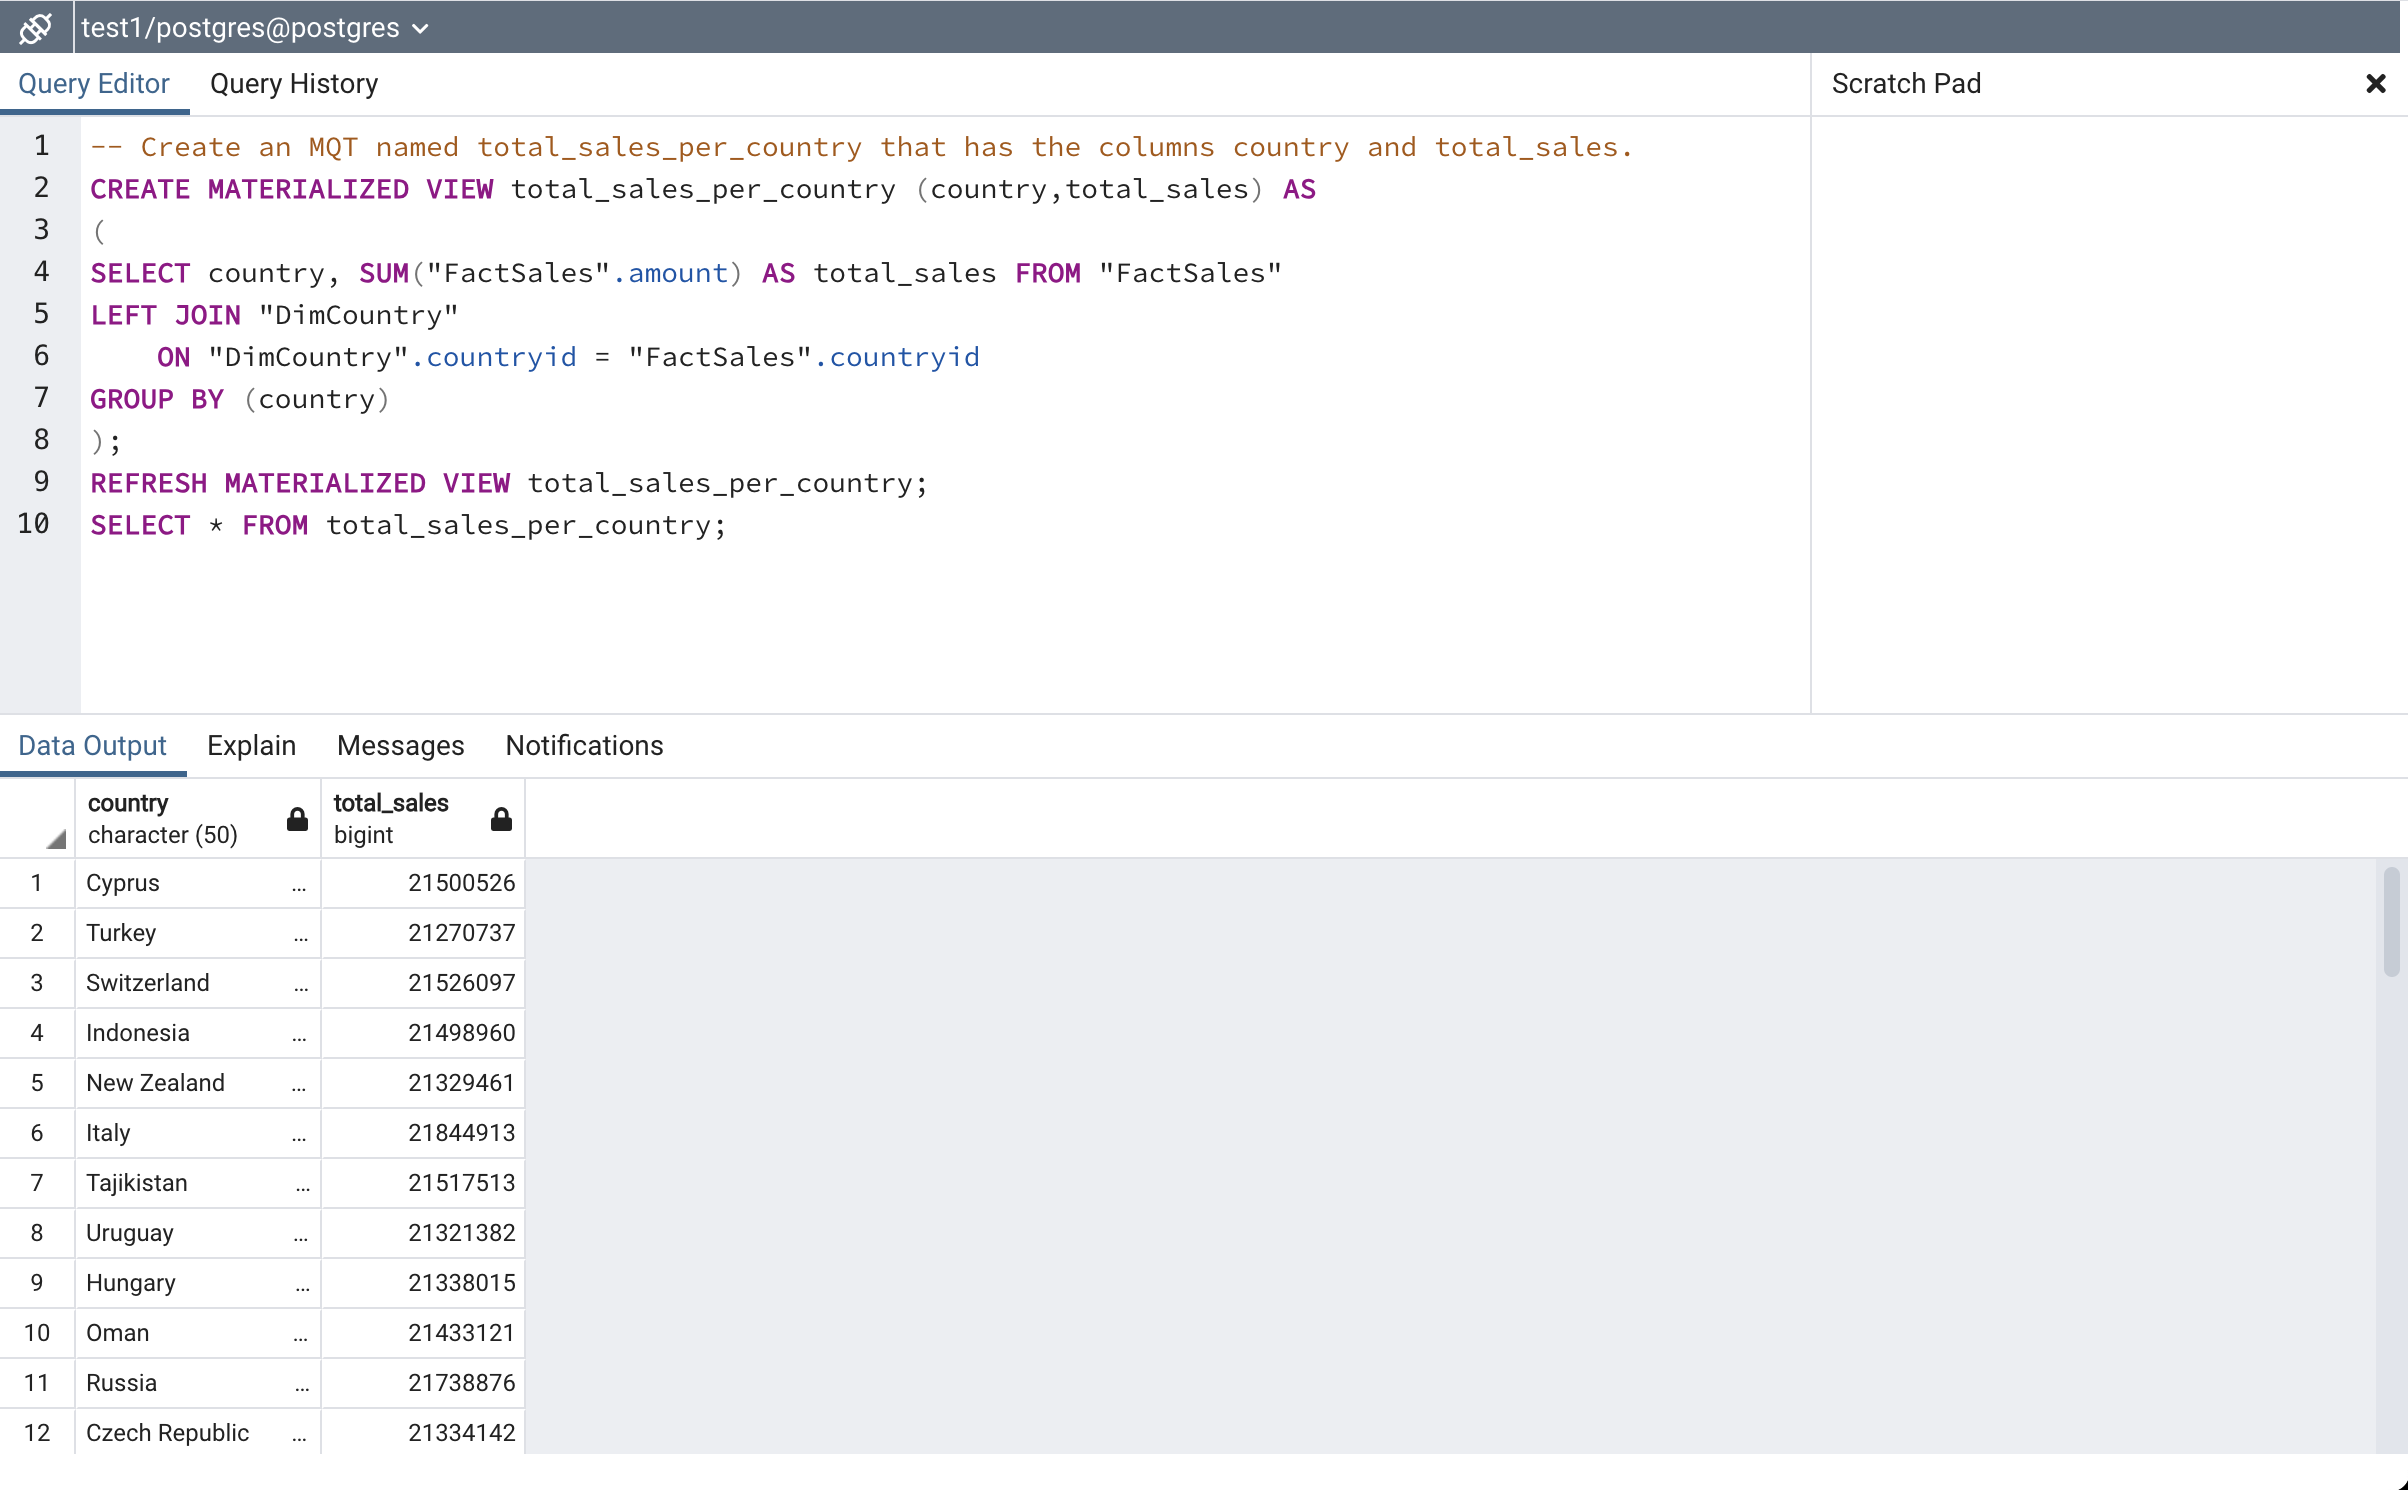 test1/postgres@postgres
Query Editor Query History Scratch Pad
1 -- Create an MQT named total_sales_per_country that has the columns country and total_sales.
2 CREATE MATERIALIZED VIEW total_sales_per_country (country,total_sales) AS
3 (
4 SELECT country, SUM("FactSales".amount) AS total_sales FROM "FactSales"
5 LEFT JOIN "DimCountry"
6     ON "DimCountry".countryid = "FactSales".countryid
7 GROUP BY (country)
8 );
9 REFRESH MATERIALIZED VIEW total_sales_per_country;
10 SELECT * FROM total_sales_per_country;
Data Output Explain Messages Notifications
country total_sales
character (50) bigint
1 Cyprus ... 21500526
2 Turkey ... 21270737
3 Switzerland ... 21526097
4 Indonesia ... 21498960
5 New Zealand ... 21329461
6 Italy ... 21844913
7 Tajikistan ... 21517513
8 Uruguay ... 21321382
9 Hungary ... 21338015
10 Oman ... 21433121
11 Russia ... 21738876
12 Czech Republic ... 21334142